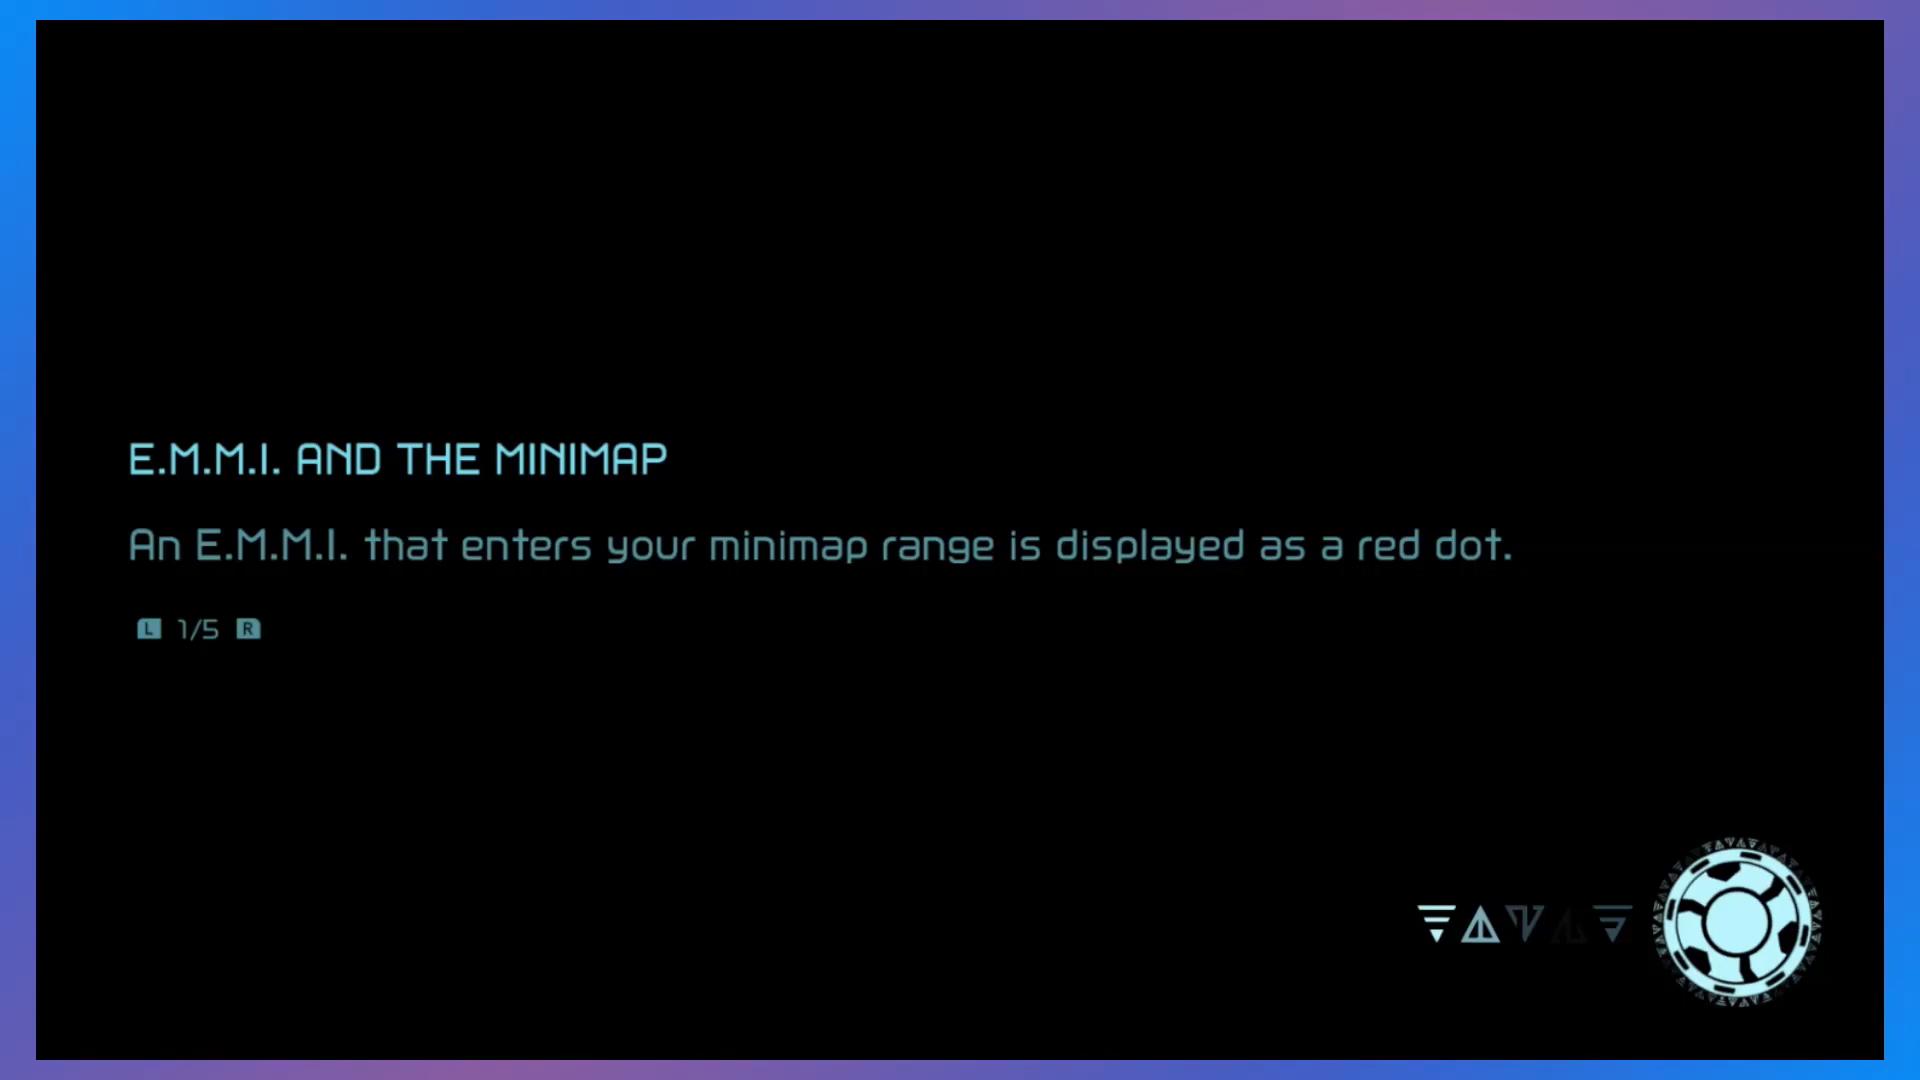 E.M.M.I. AND THE MINIMAP
An E.M.M.I. that enters your minimap range is displayed as a red dot.
L 1/5 R